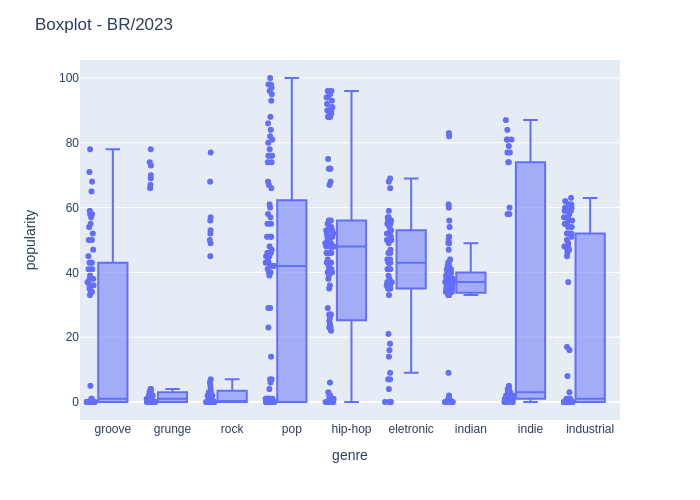 Boxplot - BR/2023
100
80
60
40
20
0
popularity
groove grunge rock pop hip-hop eletronic indian indie industrial
genre